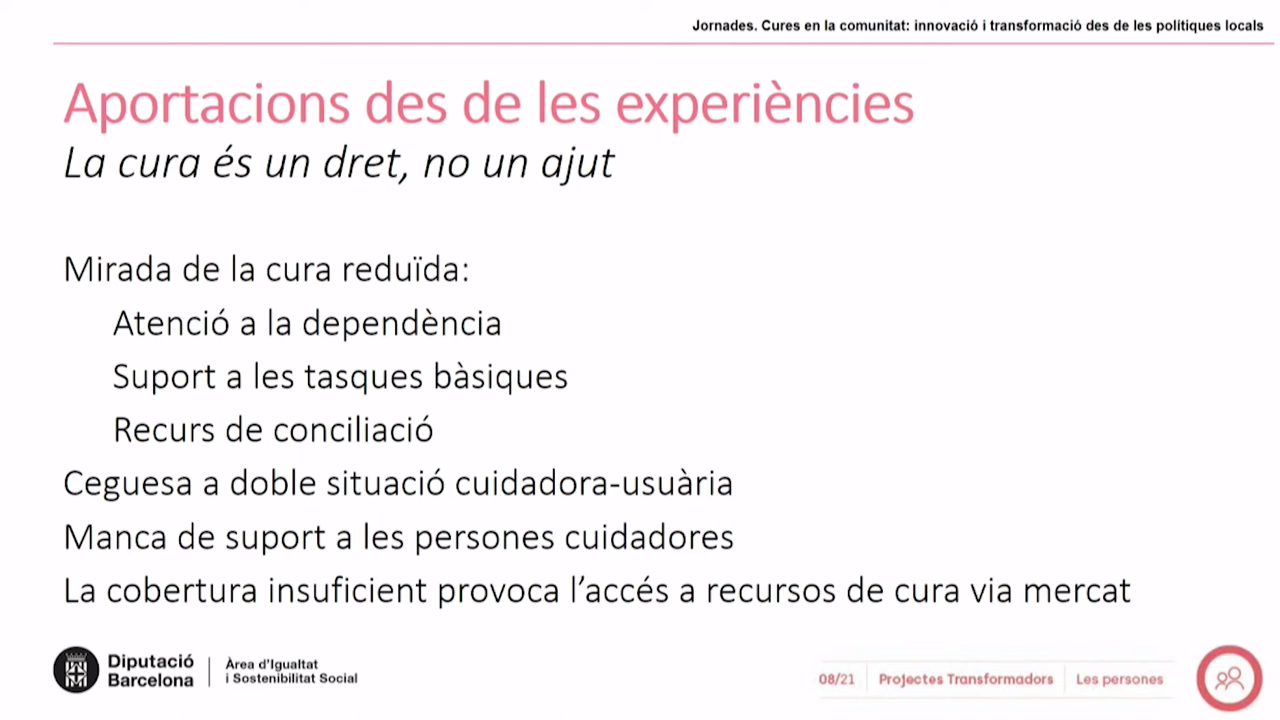 Jornades. Cures en la comunitat: innovació i transformació des de les polítiques locals
Aportacions des de les experiències
La cura és un dret, no un ajut
Mirada de la cura reduïda:
Atenció a la dependència
Suport a les tasques bàsiques
Recurs de conciliació
Ceguesa a doble situació cuidadora-usuària
Manca de suport a les persones cuidadores
La cobertura insuficient provoca l’accés a recursos de cura via mercat
Diputació
Barcelona
Àrea d’Igualtat
i Sostenibilitat Social
08/21
Projectes Transformadors
Les persones